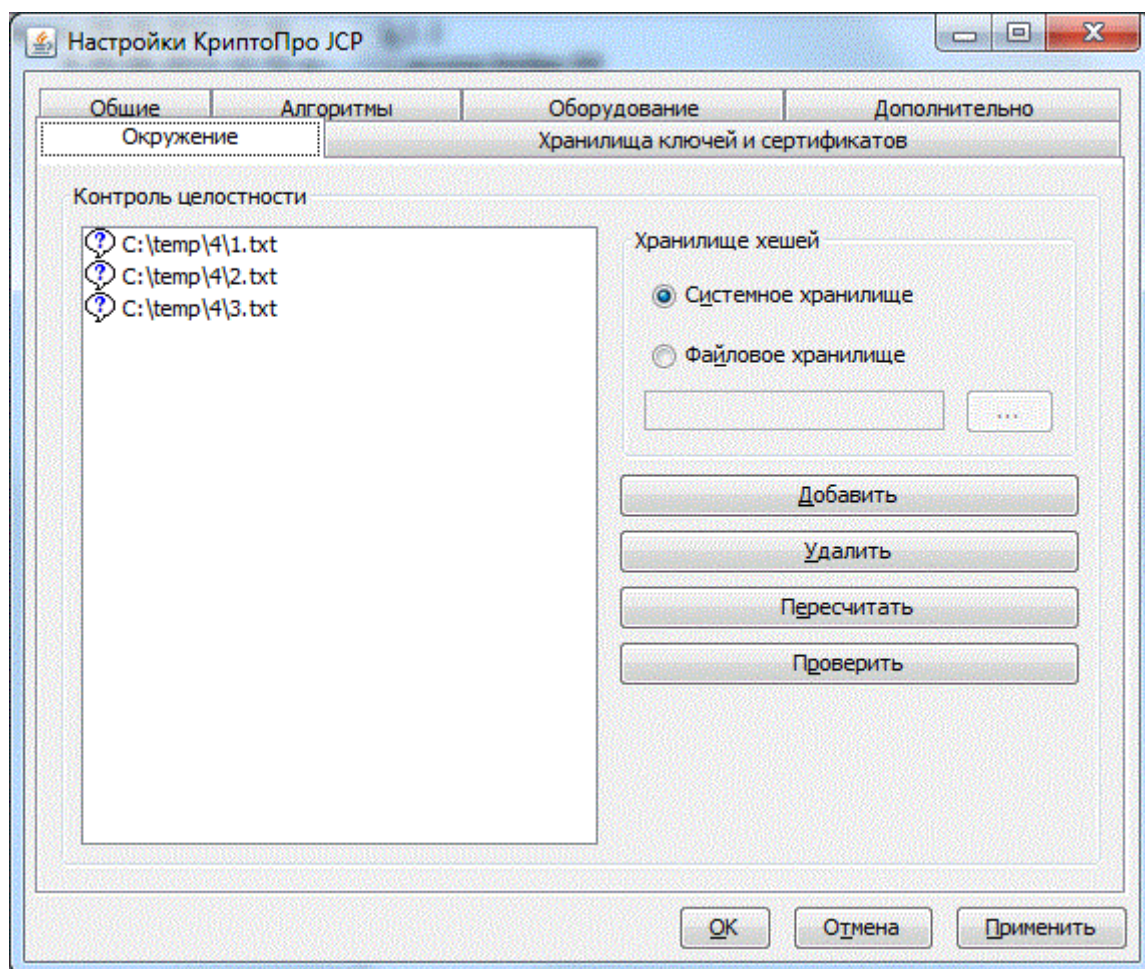 Настройки КриптоПро JCP
Общие Алгоритмы Оборудование Дополнительно
Окружение Хранилища ключей и сертификатов
Контроль целостности
C:\temp\4\1.txt
C:\temp\4\2.txt
C:\temp\4\3.txt
Хранилище хешей
Системное хранилище
Файловое хранилище
...
Добавить
Удалить
Пересчитать
Проверить
OK Отмена Применить